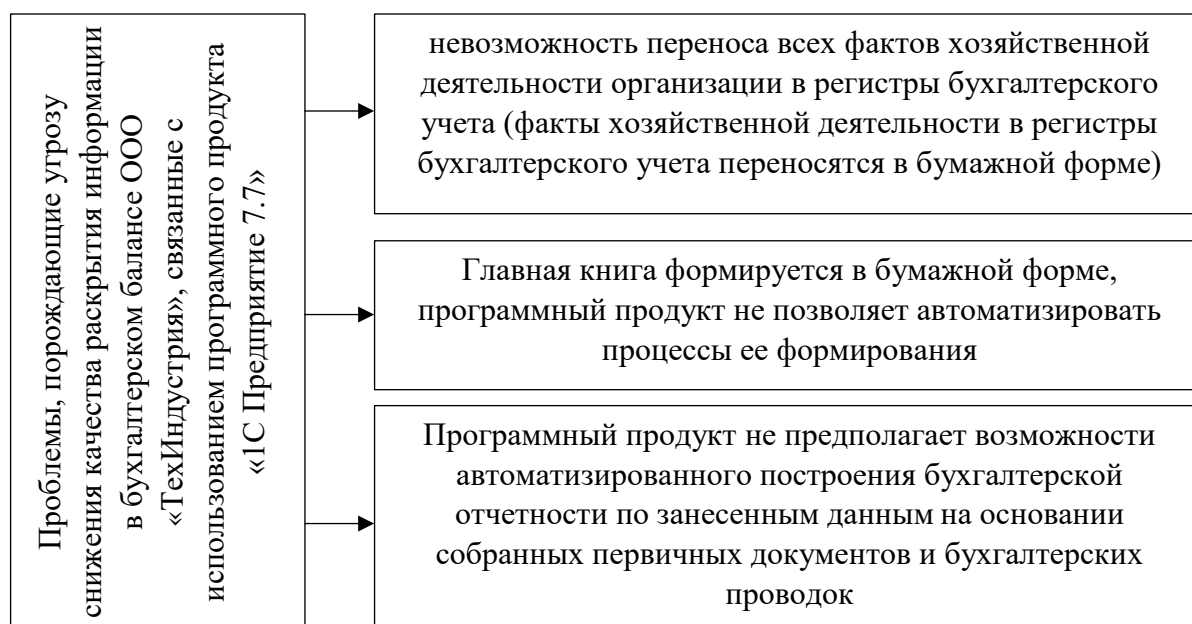 Проблемы, порождающие угрозу
снижения качества раскрытия информации
в бухгалтерском балансе ООО
«ТехИндустрия», связанные с
использованием программного продукта
«1С Предприятие 7.7»
невозможность переноса всех фактов хозяйственной
деятельности организации в регистры бухгалтерского
учета (факты хозяйственной деятельности в регистры
бухгалтерского учета переносятся в бумажной форме)
Главная книга формируется в бумажной форме,
программный продукт не позволяет автоматизировать
процессы ее формирования
Программный продукт не предполагает возможности
автоматизированного построения бухгалтерской
отчетности по занесенным данным на основании
собранных первичных документов и бухгалтерских
проводок